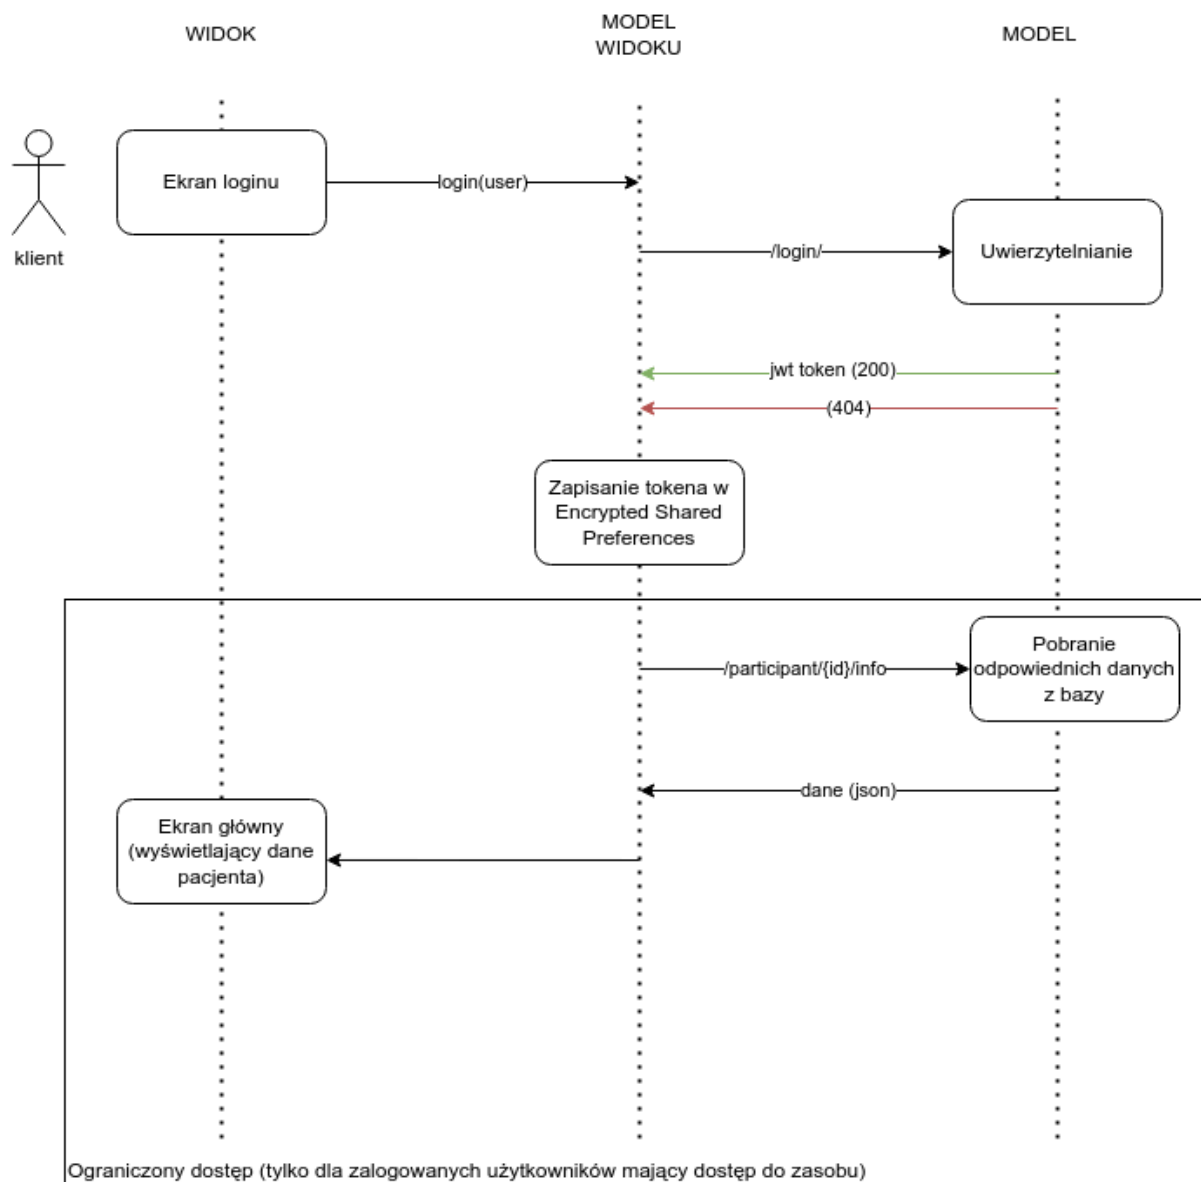 WIDOK
MODEL
WIDOKU
MODEL
klient
Ekran loginu
login(user)
/login/
Uwierzytelnianie
jwt token (200)
(404)
Zapisanie tokena w
Encrypted Shared
Preferences
/participant/{id}/info
Pobranie
odpowiednich danych
z bazy
dane (json)
Ekran główny
(wyświetlający dane
pacjenta)
Ograniczony dostęp (tylko dla zalogowanych użytkowników mający dostęp do zasobu)